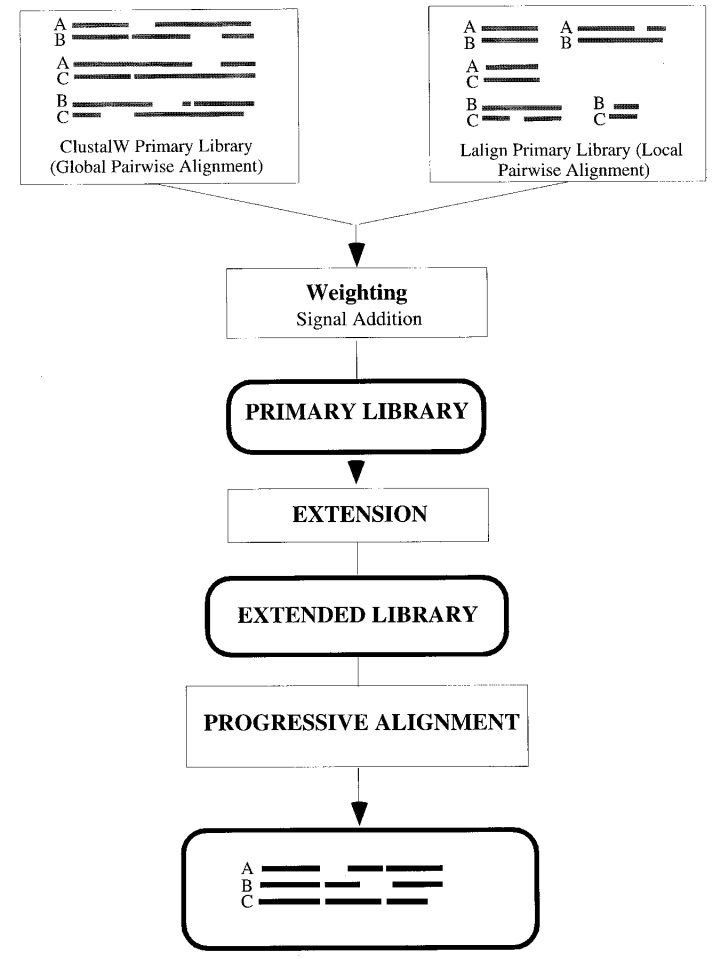 A
B
A
C
B
C
ClustalW Primary Library
(Global Pairwise Alignment)
A
B
A
B
A
C
B
C
B
C
Lalign Primary Library (Local
Pairwise Alignment)
Weighting
Signal Addition
PRIMARY LIBRARY
EXTENSION
EXTENDED LIBRARY
PROGRESSIVE ALIGNMENT
A
B
C